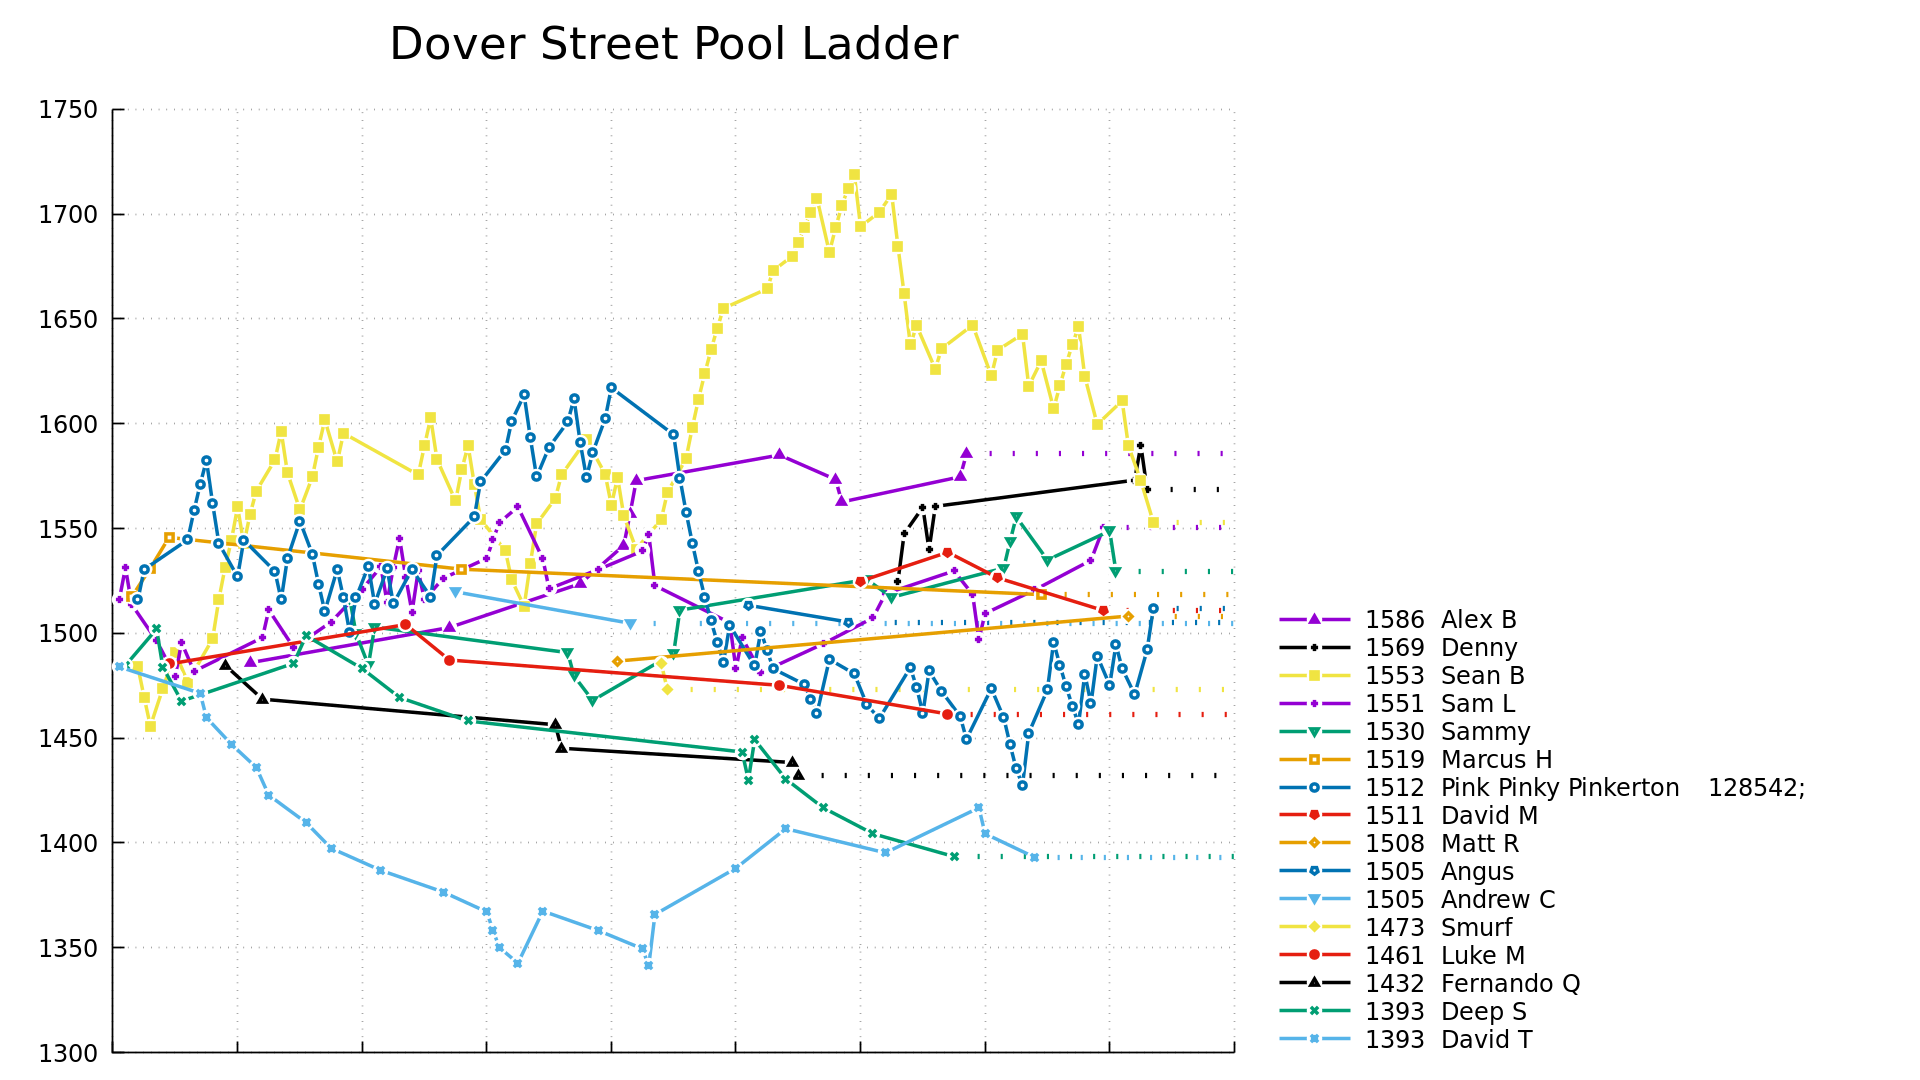 Dover Street Pool Ladder
1750
1700
1650
1600
1550
1500
1450
1400
1350
1300
1586 Alex B
1569 Denny
1553 Sean B
1551 Sam L
1530 Sammy
1519 Marcus H
1512 Pink Pinky Pinkerton 128542;
1511 David M
1508 Matt R
1505 Angus
1505 Andrew C
1473 Smurf
1461 Luke M
1432 Fernando Q
1393 Deep S
1393 David T